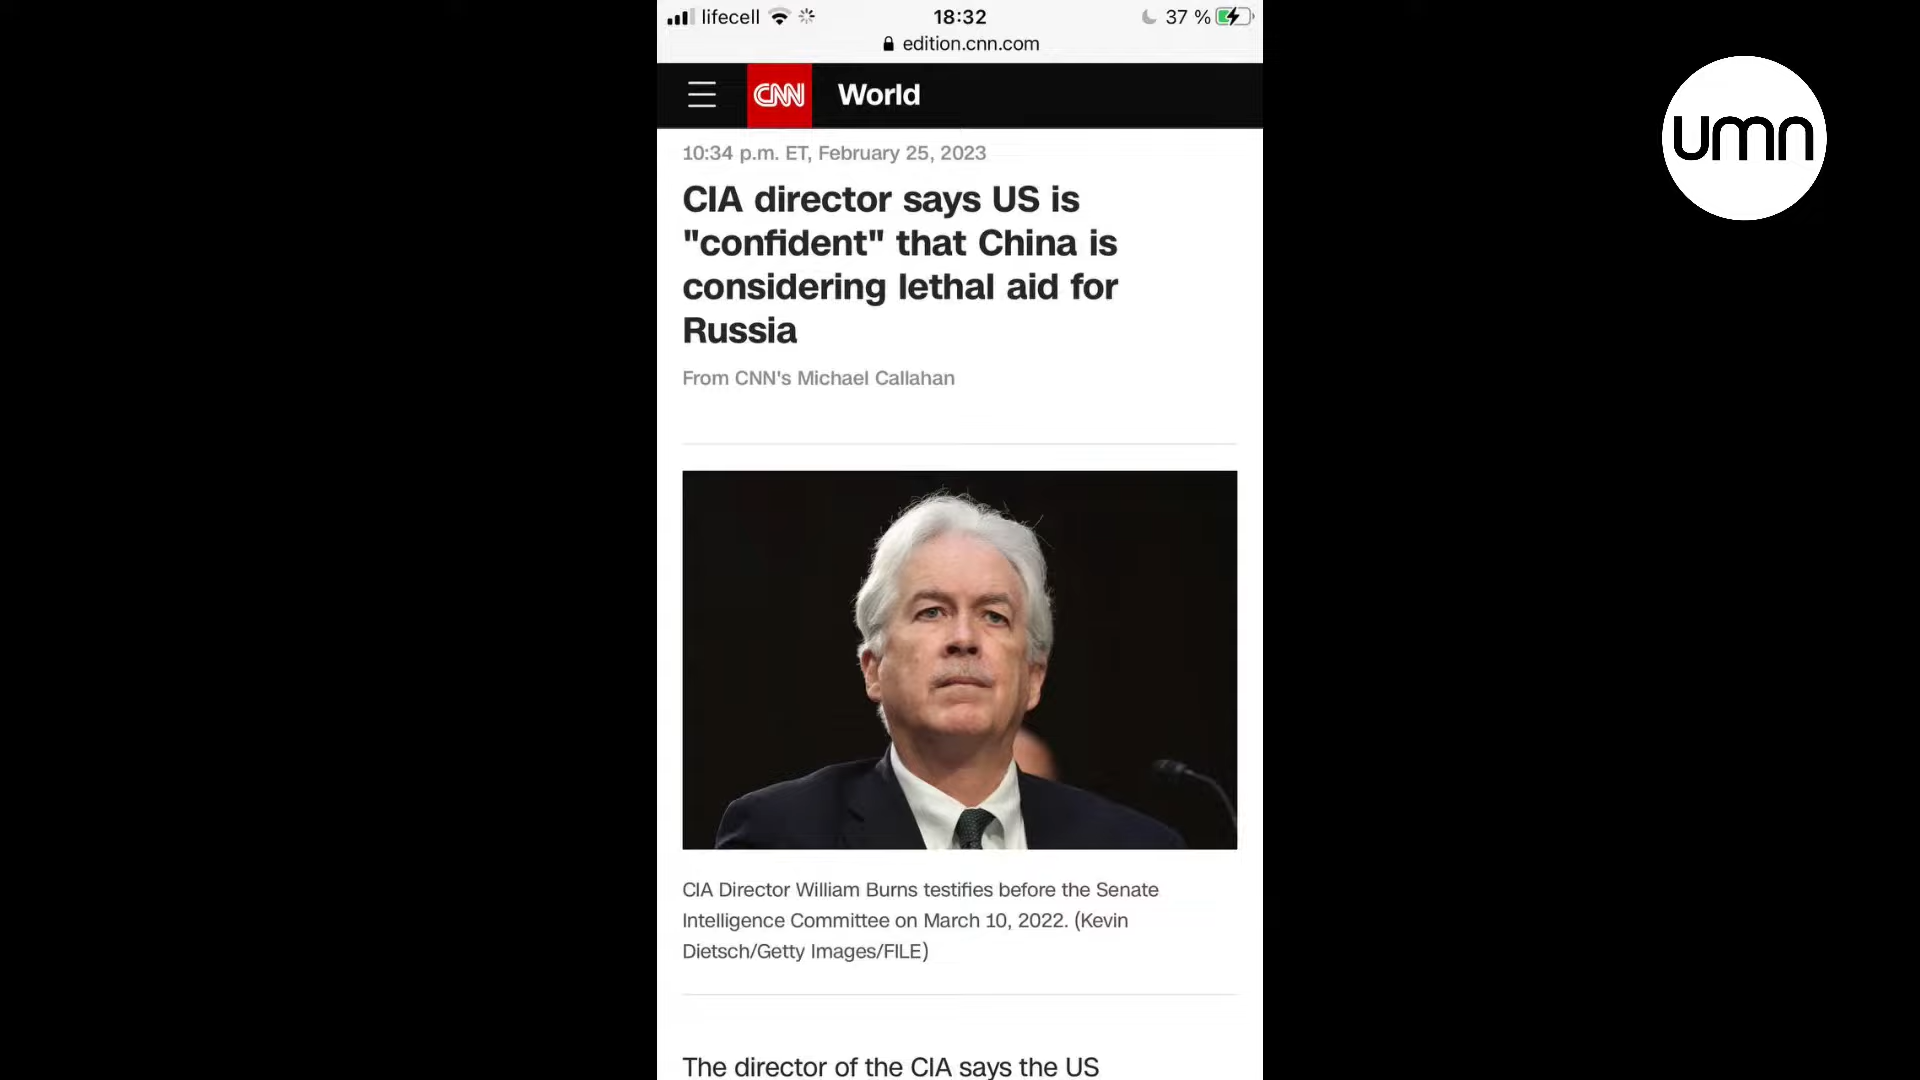 lifecell
18:32
37 %
edition.cnn.com
CNN
World
umn
10:34 p.m. ET, February 25, 2023
CIA director says US is
"confident" that China is
considering lethal aid for
Russia
From CNN's Michael Callahan
CIA Director William Burns testifies before the Senate
Intelligence Committee on March 10, 2022. (Kevin
Dietsch/Getty Images/FILE)
The director of the CIA says the US